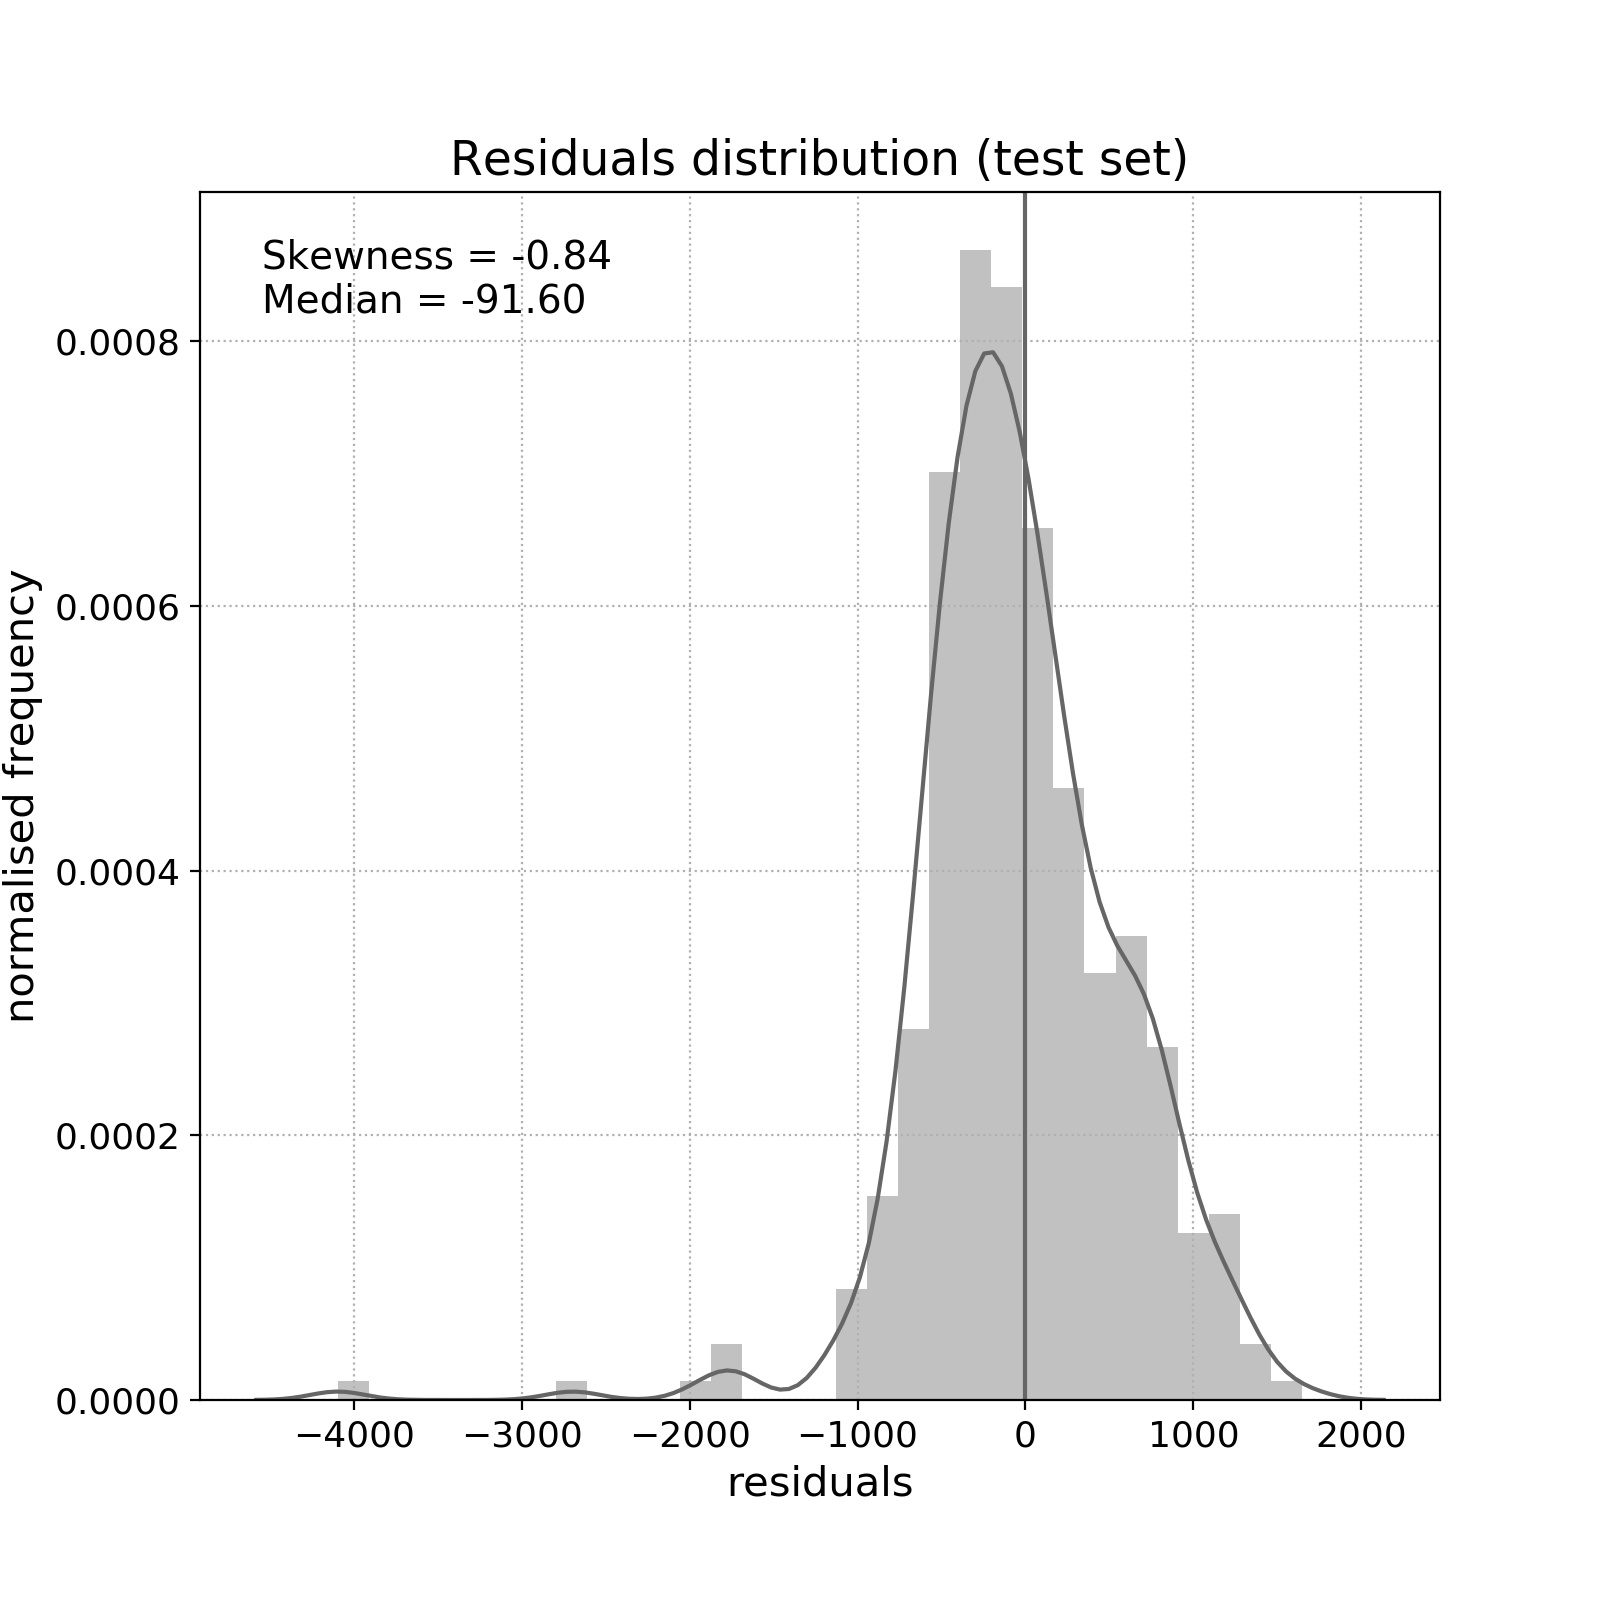 Residuals distribution (test set)
Skewness = -0.84
Median = -91.60
normalised frequency
0.0008
0.0006
0.0004
0.0002
0.0000
−4000 −3000 −2000 −1000 0 1000 2000
residuals